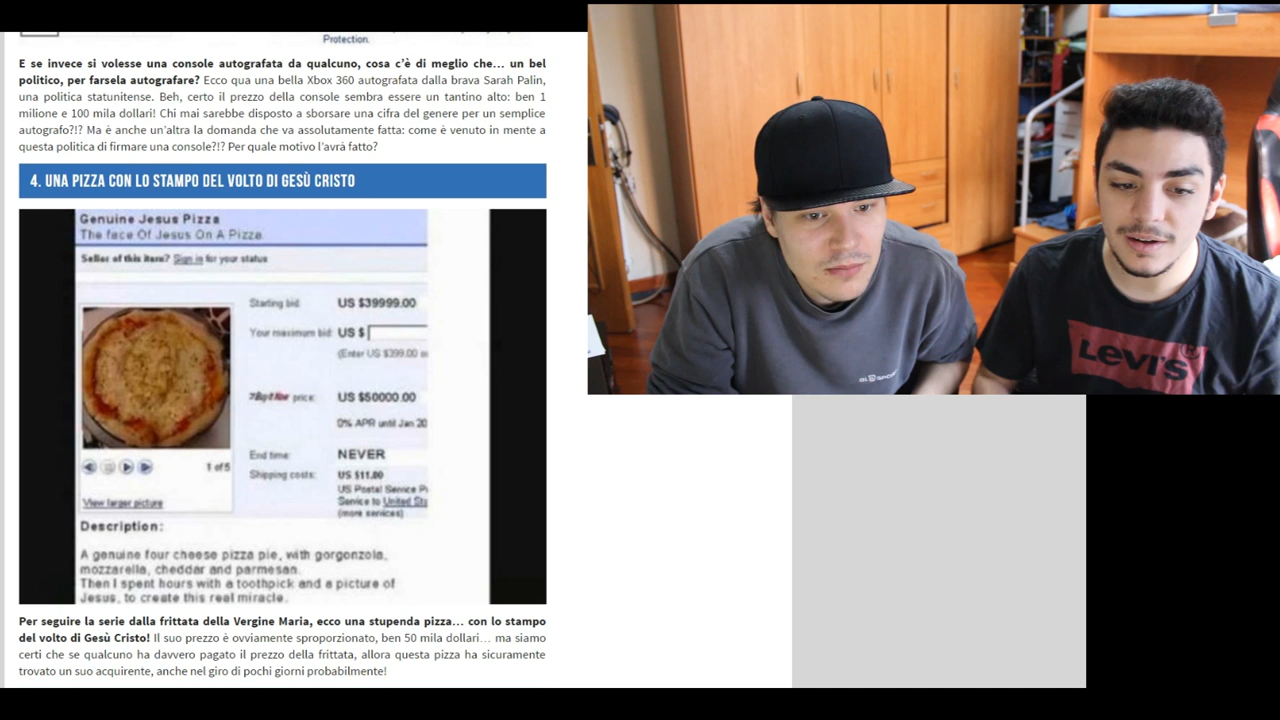 Protection.
E se invece si volesse una console autografata da qualcuno, cosa c'è di meglio che… un bel
politico, per farsela autografare? Ecco qua una bella Xbox 360 autografata dalla brava Sarah Palin,
una politica statunitense. Beh, certo il prezzo della console sembra essere un tantino alto: ben 1
milione e 100 mila dollari! Chi mai sarebbe disposto a sborsare una cifra del genere per un semplice
autografo?!? Ma è anche un'altra la domanda che va assolutamente fatta: come è venuto in mente a
questa politica di firmare una console?!? Per quale motivo l'avrà fatto?
4. UNA PIZZA CON LO STAMPO DEL VOLTO DI GESÙ CRISTO
Genuine Jesus Pizza
The face Of Jesus On A Pizza.
Seller of this item? Sign in for your status
Starting bid: US $39999.00
Your maximum bid: US $
(Enter US $399.00
price: US $50000.00
0% APR until Jan 20
End time: NEVER
Shipping costs: US $11.00
US Postal Service
Service to United
(more services)
1 of 5
View larger picture
Description:
A genuine four cheese pizza pie, with gorgonzola,
mozzarella, cheddar and parmesan.
Then I spent hours with a toothpick and a picture of
Jesus, to create this real miracle.
Per seguire la serie dalla frittata della Vergine Maria, ecco una stupenda pizza… con lo stampo
del volto di Gesù Cristo! Il suo prezzo è ovviamente sproporzionato, ben 50 mila dollari… ma siamo
certi che se qualcuno ha davvero pagato il prezzo della frittata, allora questa pizza ha sicuramente
trovato un suo acquirente, anche nel giro di pochi giorni probabilmente!
LEVI'S